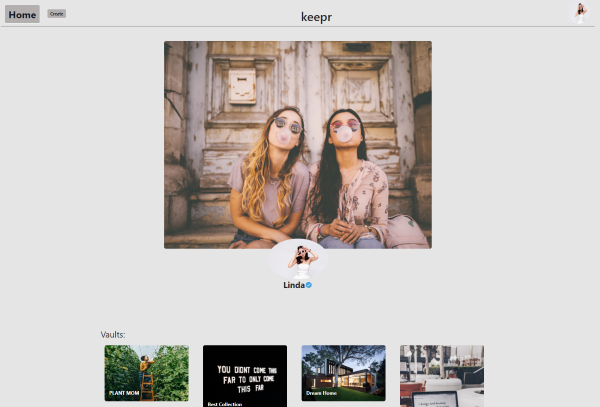 Home
Create
keepr
Linda
Vaults:
PLANT MOM
YOU DIDNT COME THIS
FAR TO ONLY COME
THIS FAR
Best Collection
Dream Home